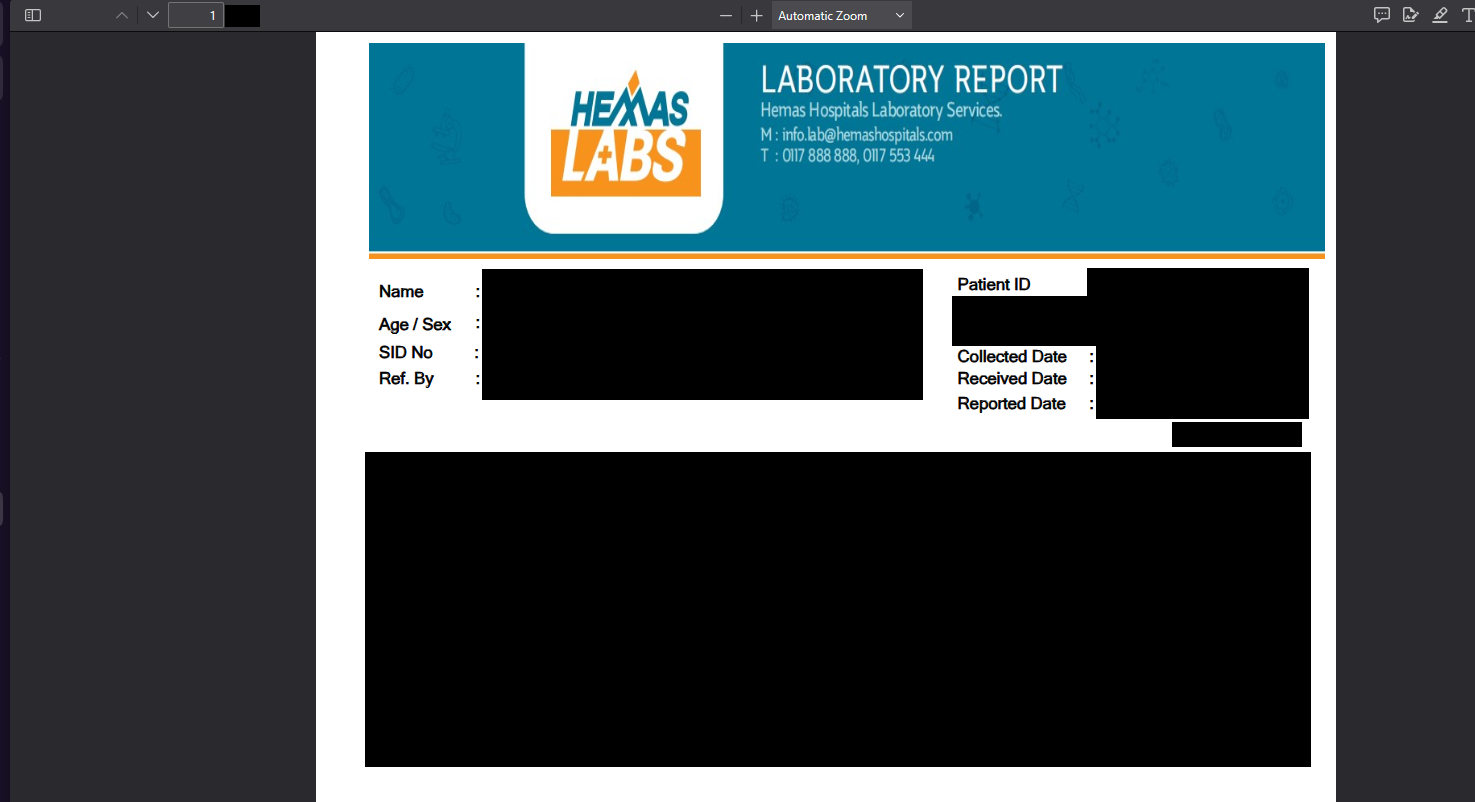 1
Automatic Zoom
HEMAS
LABS
LABORATORY REPORT
Hemas Hospitals Laboratory Services.
M : info.lab@hemashospitals.com
T : 0117 888 888, 0117 553 444
Name :
Age / Sex :
SID No :
Ref. By :
Patient ID
Collected Date :
Received Date :
Reported Date :